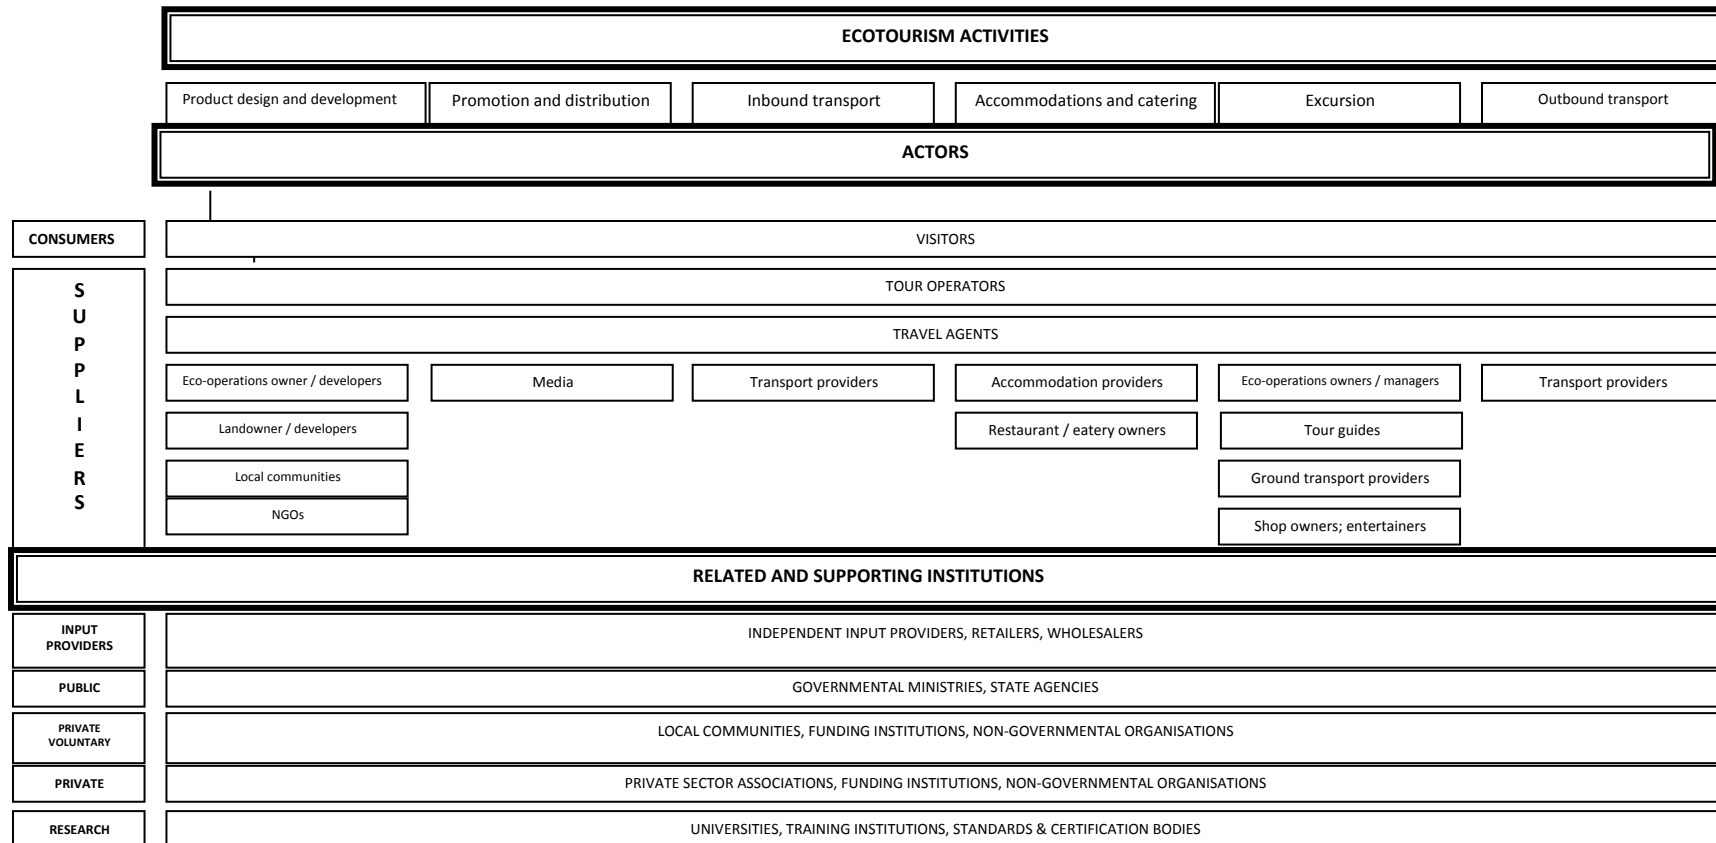 ECOTOURISM ACTIVITIES
Product design and development
Promotion and distribution
Inbound transport
Accommodations and catering
Excursion
Outbound transport
ACTORS
CONSUMERS
VISITORS
S
U
P
P
L
I
E
R
S
TOUR OPERATORS
TRAVEL AGENTS
Eco-operations owner / developers
Media
Transport providers
Accommodation providers
Eco-operations owners / managers
Transport providers
Landowner / developers
Restaurant / eatery owners
Tour guides
Local communities
Ground transport providers
NGOs
Shop owners; entertainers
RELATED AND SUPPORTING INSTITUTIONS
INPUT
PROVIDERS
INDEPENDENT INPUT PROVIDERS, RETAILERS, WHOLESALERS
PUBLIC
GOVERNMENTAL MINISTRIES, STATE AGENCIES
PRIVATE
VOLUNTARY
LOCAL COMMUNITIES, FUNDING INSTITUTIONS, NON-GOVERNMENTAL ORGANISATIONS
PRIVATE
PRIVATE SECTOR ASSOCIATIONS, FUNDING INSTITUTIONS, NON-GOVERNMENTAL ORGANISATIONS
RESEARCH
UNIVERSITIES, TRAINING INSTITUTIONS, STANDARDS & CERTIFICATION BODIES